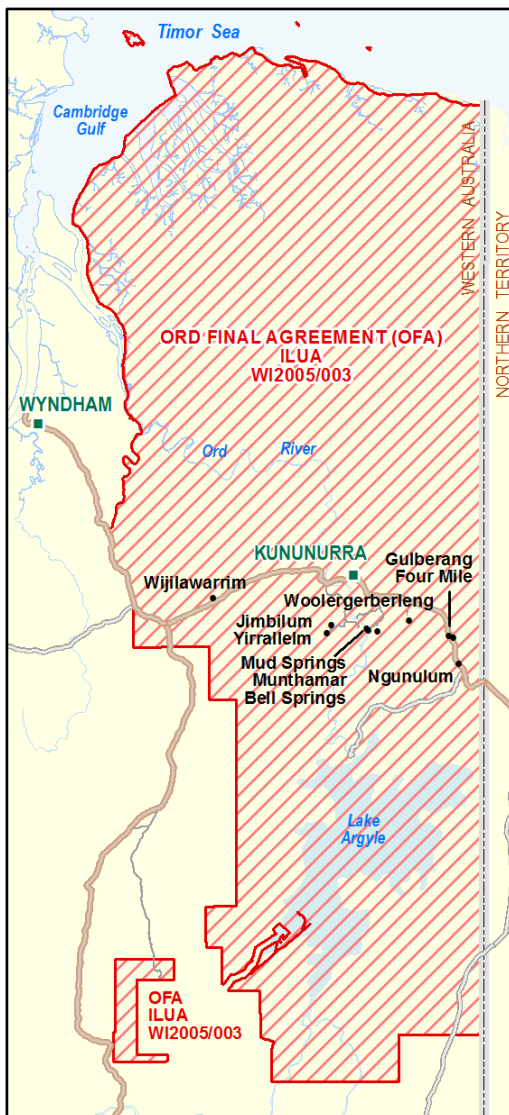 Timor Sea
Cambridge
Gulf
WESTERN AUSTRALIA
NORTHERN TERRITORY
ORD FINAL AGREEMENT (OFA)
ILUA
WI2005/003
WYNDHAM
Ord River
KUNUNURRA
Gulberang
Four Mile
Wijilawarrim
Woolergerberleng
Jimbilum
Yirrallelm
Mud Springs
Munthamar
Bell Springs
Ngunulum
Lake
Argyle
OFA
ILUA
WI2005/003